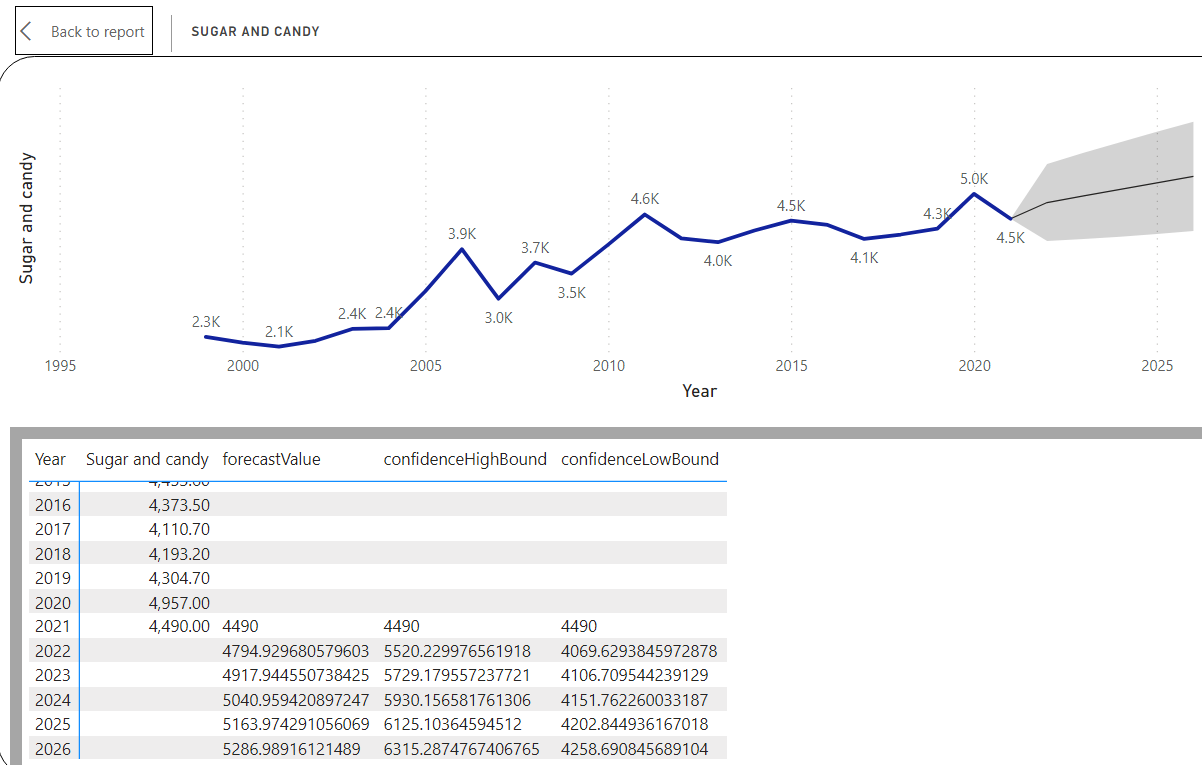 Back to report
SUGAR AND CANDY
Sugar and candy
5.0K
4.6K
4.5K
4.3K
3.9K
4.5K
3.7K
4.0K
4.1K
3.5K
2.3K
2.4K
2.4K
3.0K
2.1K
1995 2000 2005 2010 2015 2020 2025
Year
Year Sugar and candy forecastValue confidenceHighBound confidenceLowBound
2016 4,373.50
2017 4,110.70
2018 4,193.20
2019 4,304.70
2020 4,957.00
2021 4,490.00 4490 4490 4490
2022 4794.929680579603 5520.229976561918 4069.6293845972878
2023 4917.944550738425 5729.179557237721 4106.709544239129
2024 5040.959420897247 5930.156581761306 4151.762260033187
2025 5163.974291056069 6125.10364594512 4202.844936167018
2026 5286.98916121489 6315.2874767406765 4258.690845689104